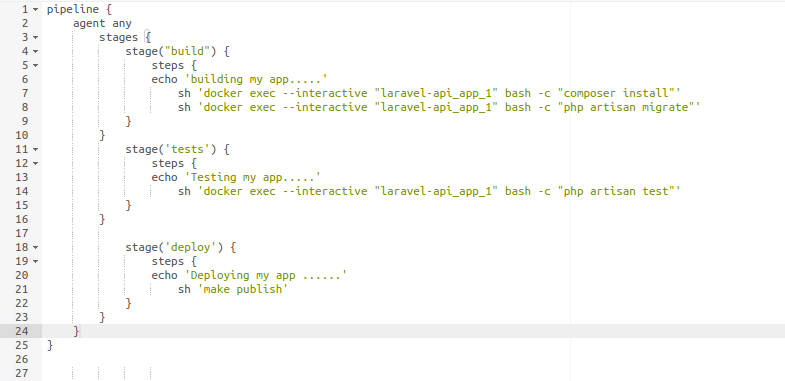 1 pipeline {
2     agent any
3         stages {
4             stage("build") {
5                 steps {
6                 echo 'building my app.....'
7                     sh 'docker exec --interactive "laravel-api_app_1" bash -c "composer install"'
8                     sh 'docker exec --interactive "laravel-api_app_1" bash -c "php artisan migrate"'
9             }
10         }
11             stage('tests') {
12                 steps {
13                 echo 'Testing my app.....'
14                     sh 'docker exec --interactive "laravel-api_app_1" bash -c "php artisan test"'
15             }
16         }
17
18             stage('deploy') {
19                 steps {
20                 echo 'Deploying my app ......'
21                     sh 'make publish'
22             }
23         }
24     }
25 }
26
27